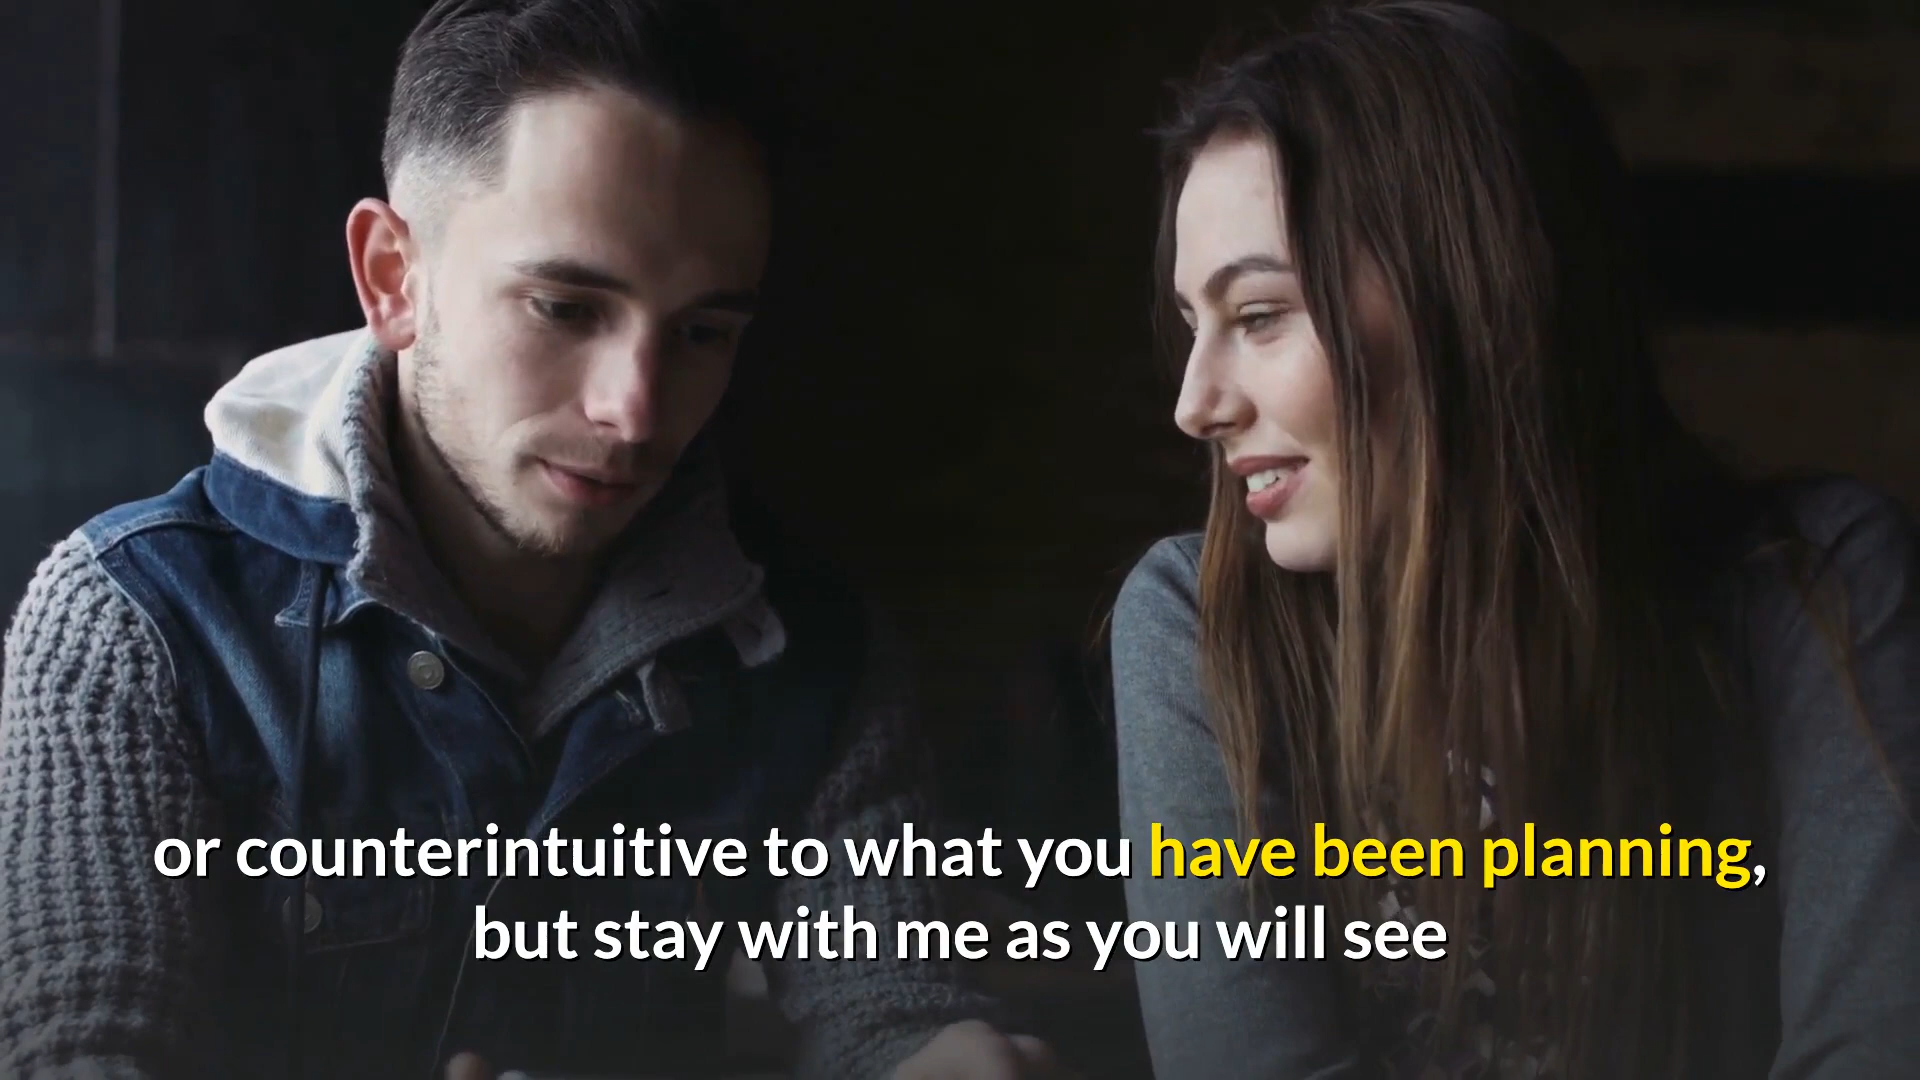 or counterintuitive to what you have been planning,
but stay with me as you will see